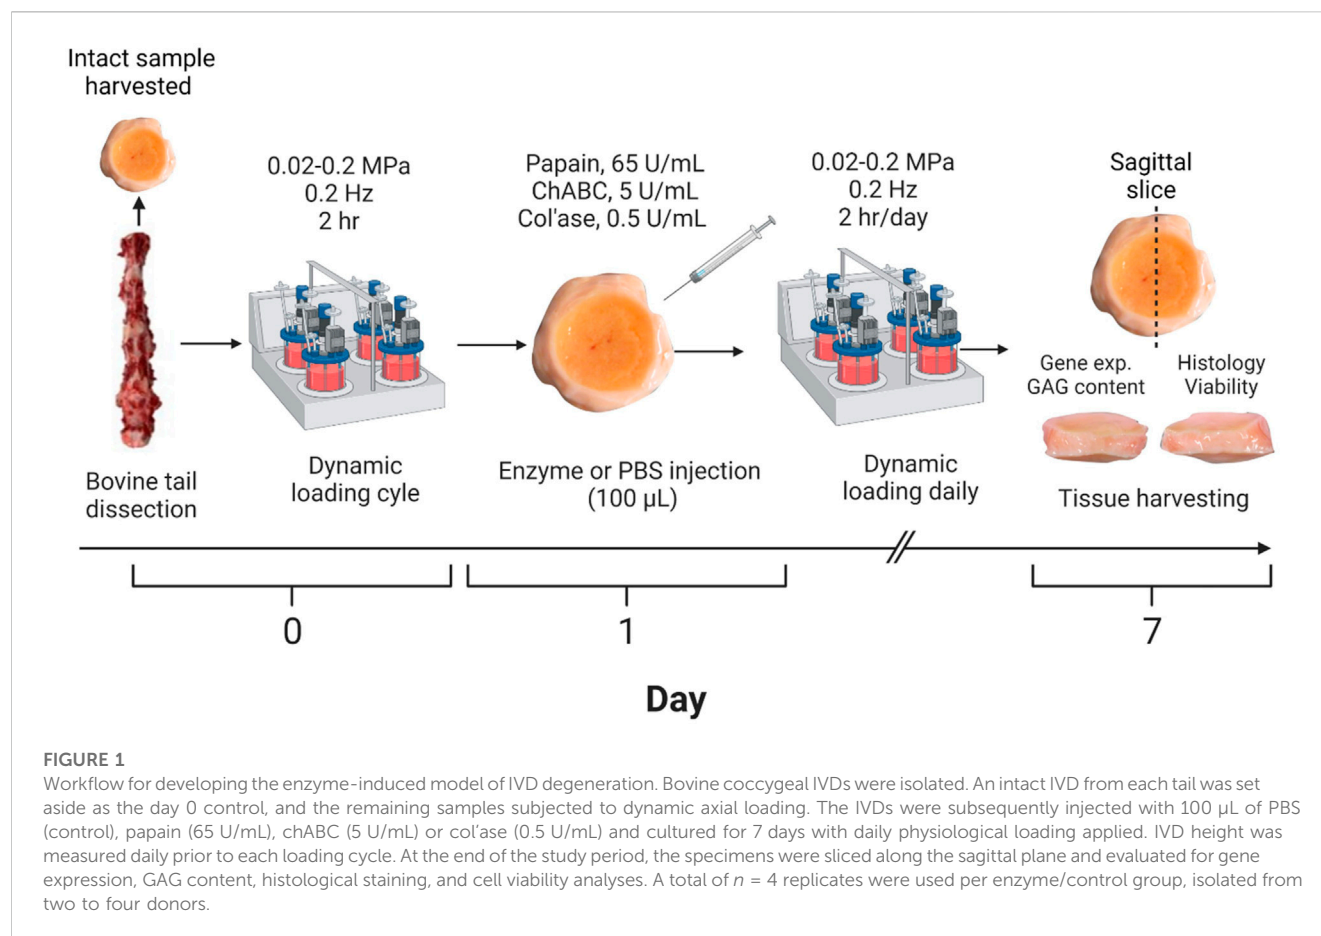 Intact sample
harvested
0.02-0.2 MPa
0.2 Hz
2 hr
Papain, 65 U/mL
ChABC, 5 U/mL
Col'ase, 0.5 U/mL
0.02-0.2 MPa
0.2 Hz
2 hr/day
Sagittal
slice
Gene exp.
GAG content
Histology
Viability
Bovine tail
dissection
Dynamic
loading cyle
Enzyme or PBS injection
(100 µL)
Dynamic
loading daily
Tissue harvesting
0
1
7
Day
FIGURE 1
Workflow for developing the enzyme-induced model of IVD degeneration. Bovine coccygeal IVDs were isolated. An intact IVD from each tail was set
aside as the day 0 control, and the remaining samples subjected to dynamic axial loading. The IVDs were subsequently injected with 100 µL of PBS
(control), papain (65 U/mL), chABC (5 U/mL) or col'ase (0.5 U/mL) and cultured for 7 days with daily physiological loading applied. IVD height was
measured daily prior to each loading cycle. At the end of the study period, the specimens were sliced along the sagittal plane and evaluated for gene
expression, GAG content, histological staining, and cell viability analyses. A total of n = 4 replicates were used per enzyme/control group, isolated from
two to four donors.